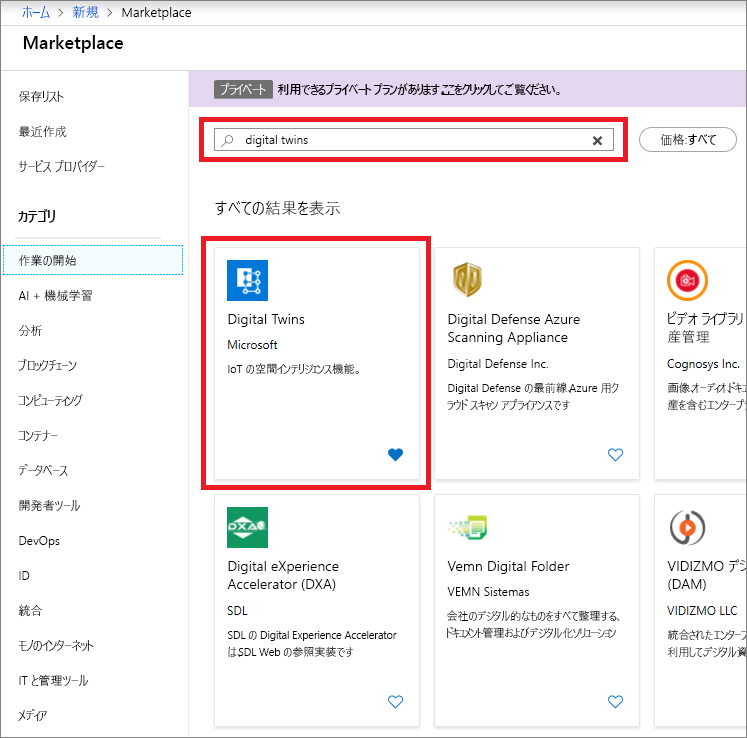 ホーム > 新規 > Marketplace
Marketplace
保存リスト
最近作成
サービス プロバイダー
カテゴリ
作業の開始
AI + 機械学習
分析
ブロックチェーン
コンピューティング
コンテナー
データベース
開発者ツール
DevOps
ID
統合
モノのインターネット
IT と管理ツール
メディア
プライベート 利用できるプライベート プランがあります。ここをクリックしてご覧ください。
digital twins
価格:すべて
すべての結果を表示
Digital Twins
Microsoft
IoT の空間インテリジェンス機能。
Digital Defense Azure
Scanning Appliance
Digital Defense Inc.
Digital Defense の最前線.Azure 用ク
ラウド スキャン アプライアンスです
ビデオ ライブラリ
産管理
Cognosys Inc.
画像.オーディオ.ドキュ
産を含むエンタープ
DXA
Digital eXperience
Accelerator (DXA)
SDL
SDL の Digital Experience Accelerator
は.SDL Web の参照実装です
Vemn Digital Folder
VEMN Sistemas
会社のデジタル的なものをすべて整理する、
ドキュメント管理およびデジタル化ソリューション
VIDIZMO デジ
(DAM)
VIDIZMO LLC
統合されたエンタープ
利用してデジタル資